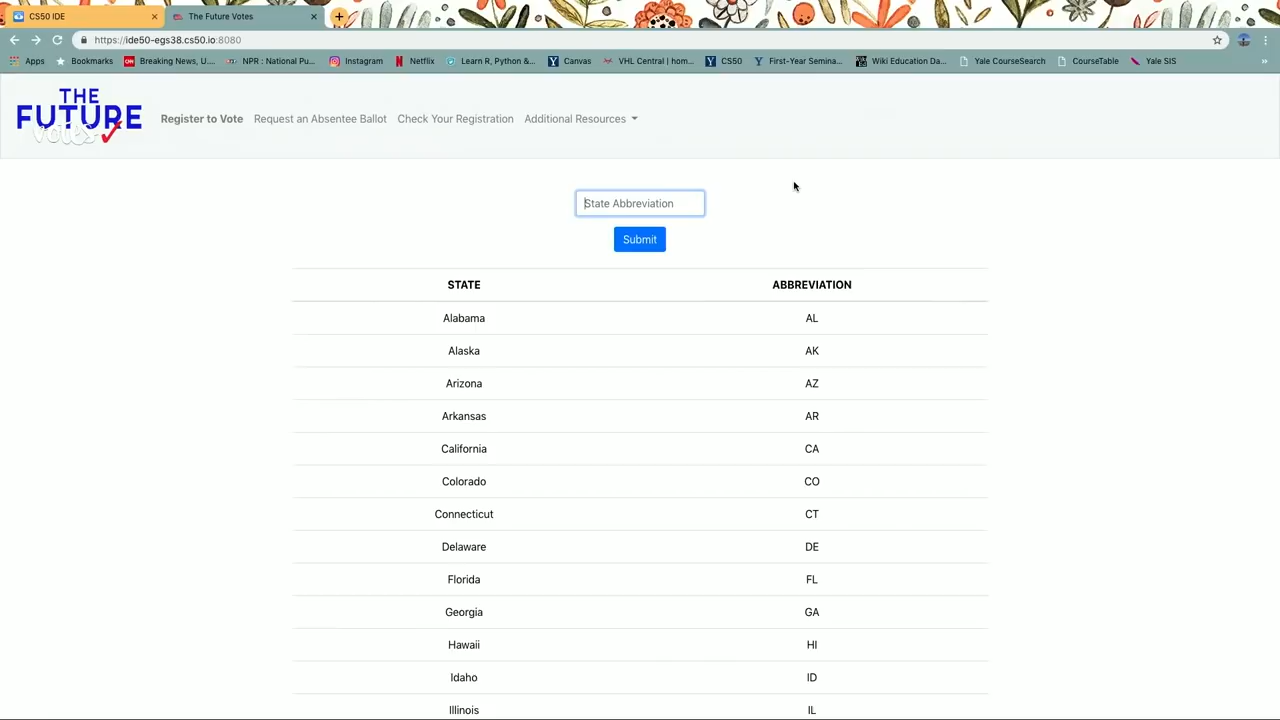 CS50 IDE
The Future Votes
https://ide50-egs38.cs50.io:8080
Apps Bookmarks Breaking News, U.... NPR : National Pu... Instagram Netflix Learn R, Python &... Canvas VHL Central | hom... CS50 First-Year Semina... Wiki Education Da... Yale CourseSearch CourseTable Yale SIS »
THE
FUTURE
votes
Register to Vote Request an Absentee Ballot Check Your Registration Additional Resources
State Abbreviation
Submit
STATE ABBREVIATION
Alabama AL
Alaska AK
Arizona AZ
Arkansas AR
California CA
Colorado CO
Connecticut CT
Delaware DE
Florida FL
Georgia GA
Hawaii HI
Idaho ID
Illinois IL